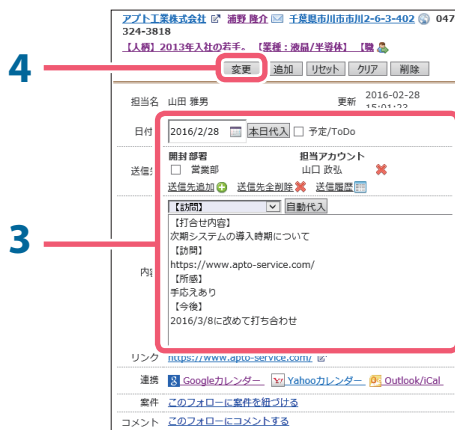 アプト工業株式会社 浦野 隆介 千葉県市川市市川2-6-3-402 047
324-3818
【人柄】2013年入社の若手。 【業種：液晶/半導体】 【職
4
変更 追加 リセット クリア 削除
担当名 山田 雅男 更新 2016-02-28
15:01:22
日付 2016/2/28 本日代入 予定/ToDo
開封 部署 担当アカウント
送信先 営業部 山口 政弘
送信先追加 送信先全削除 送信履歴
【訪問】 自動代入
【打合せ内容】
3
次期システムの導入時期について
【訪問】
https://www.apto-service.com/
内
【所感】
手応えあり
【今後】
2016/3/8に改めて打ち合わせ
リンク https://www.apto-service.com/
連携 Googleカレンダー Yahooカレンダー Outlook/iCal
案件 このフォローに案件を紐づける
コメント このフォローにコメントする